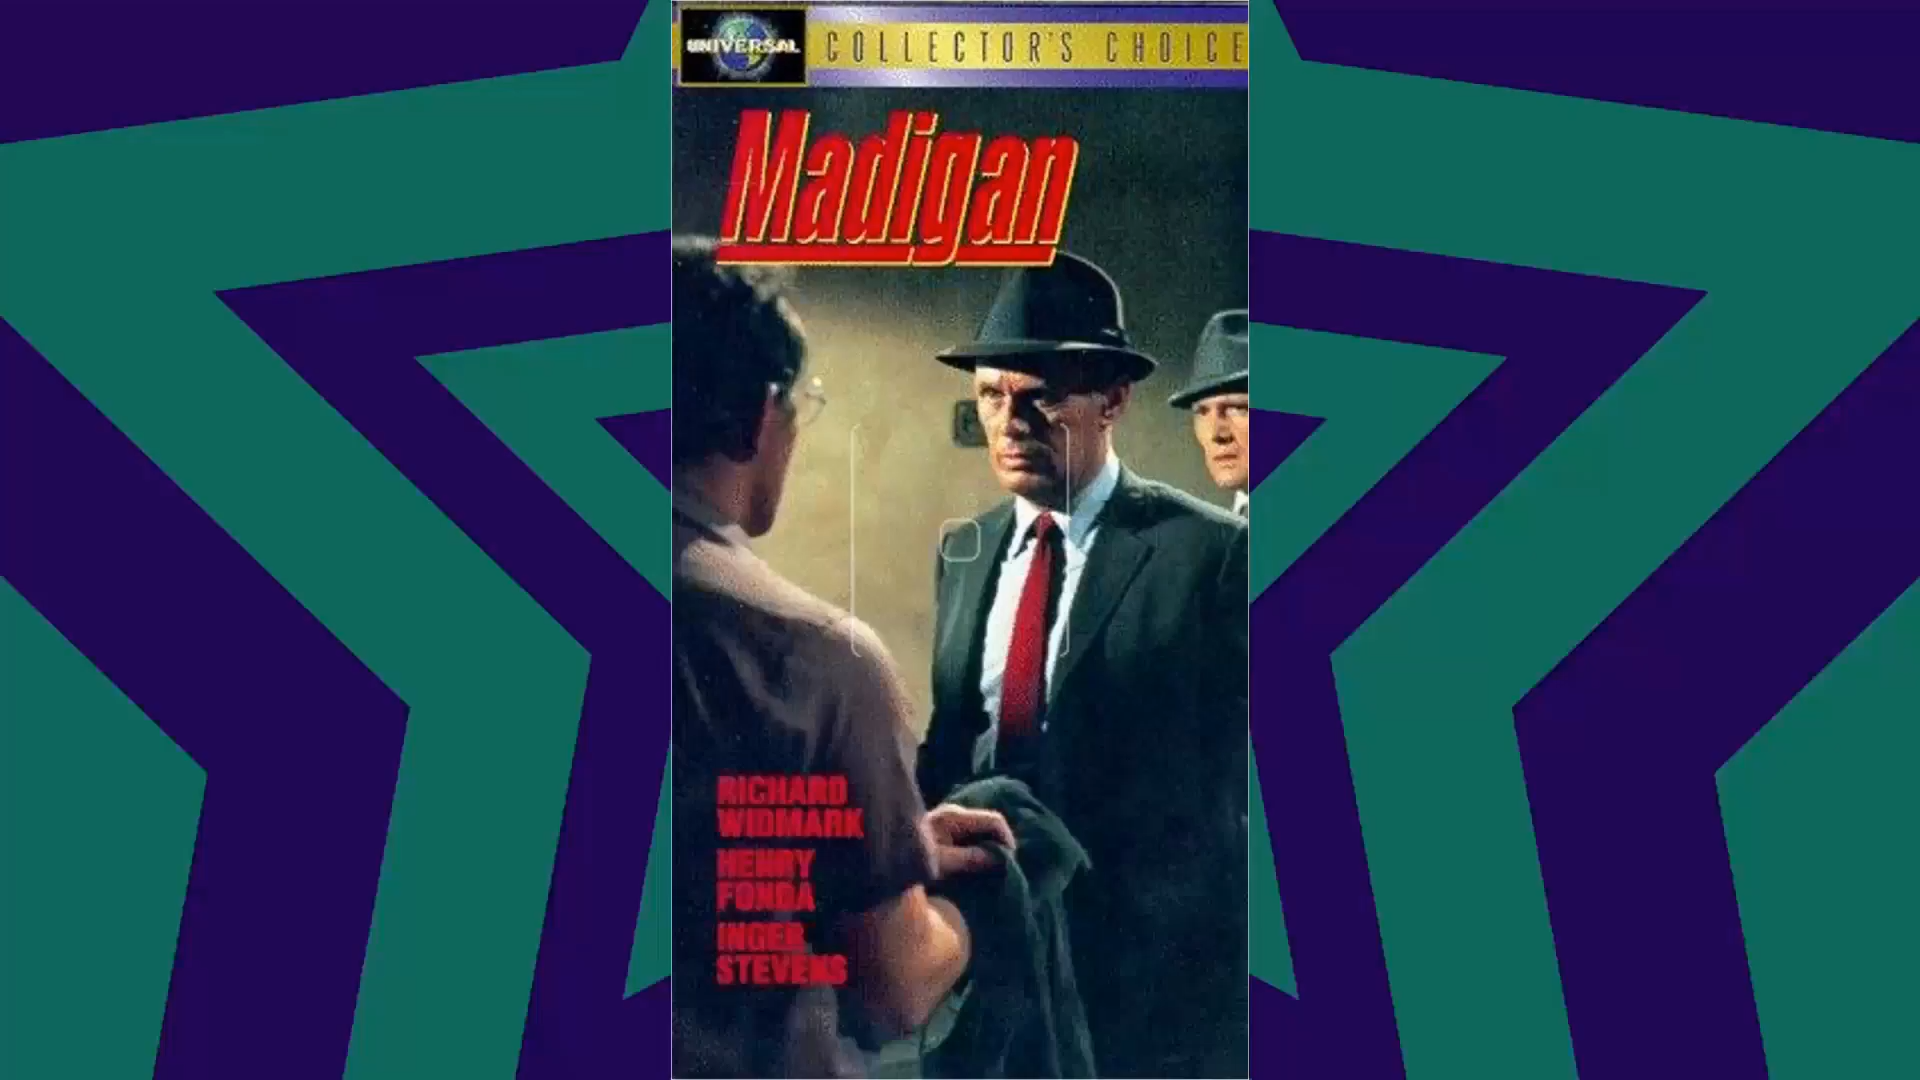 UNIVERSAL
COLLECTOR'S CHOICE
Madigan
RICHARD
WIDMARK
HENRY
FONDA
INGER
STEVENS